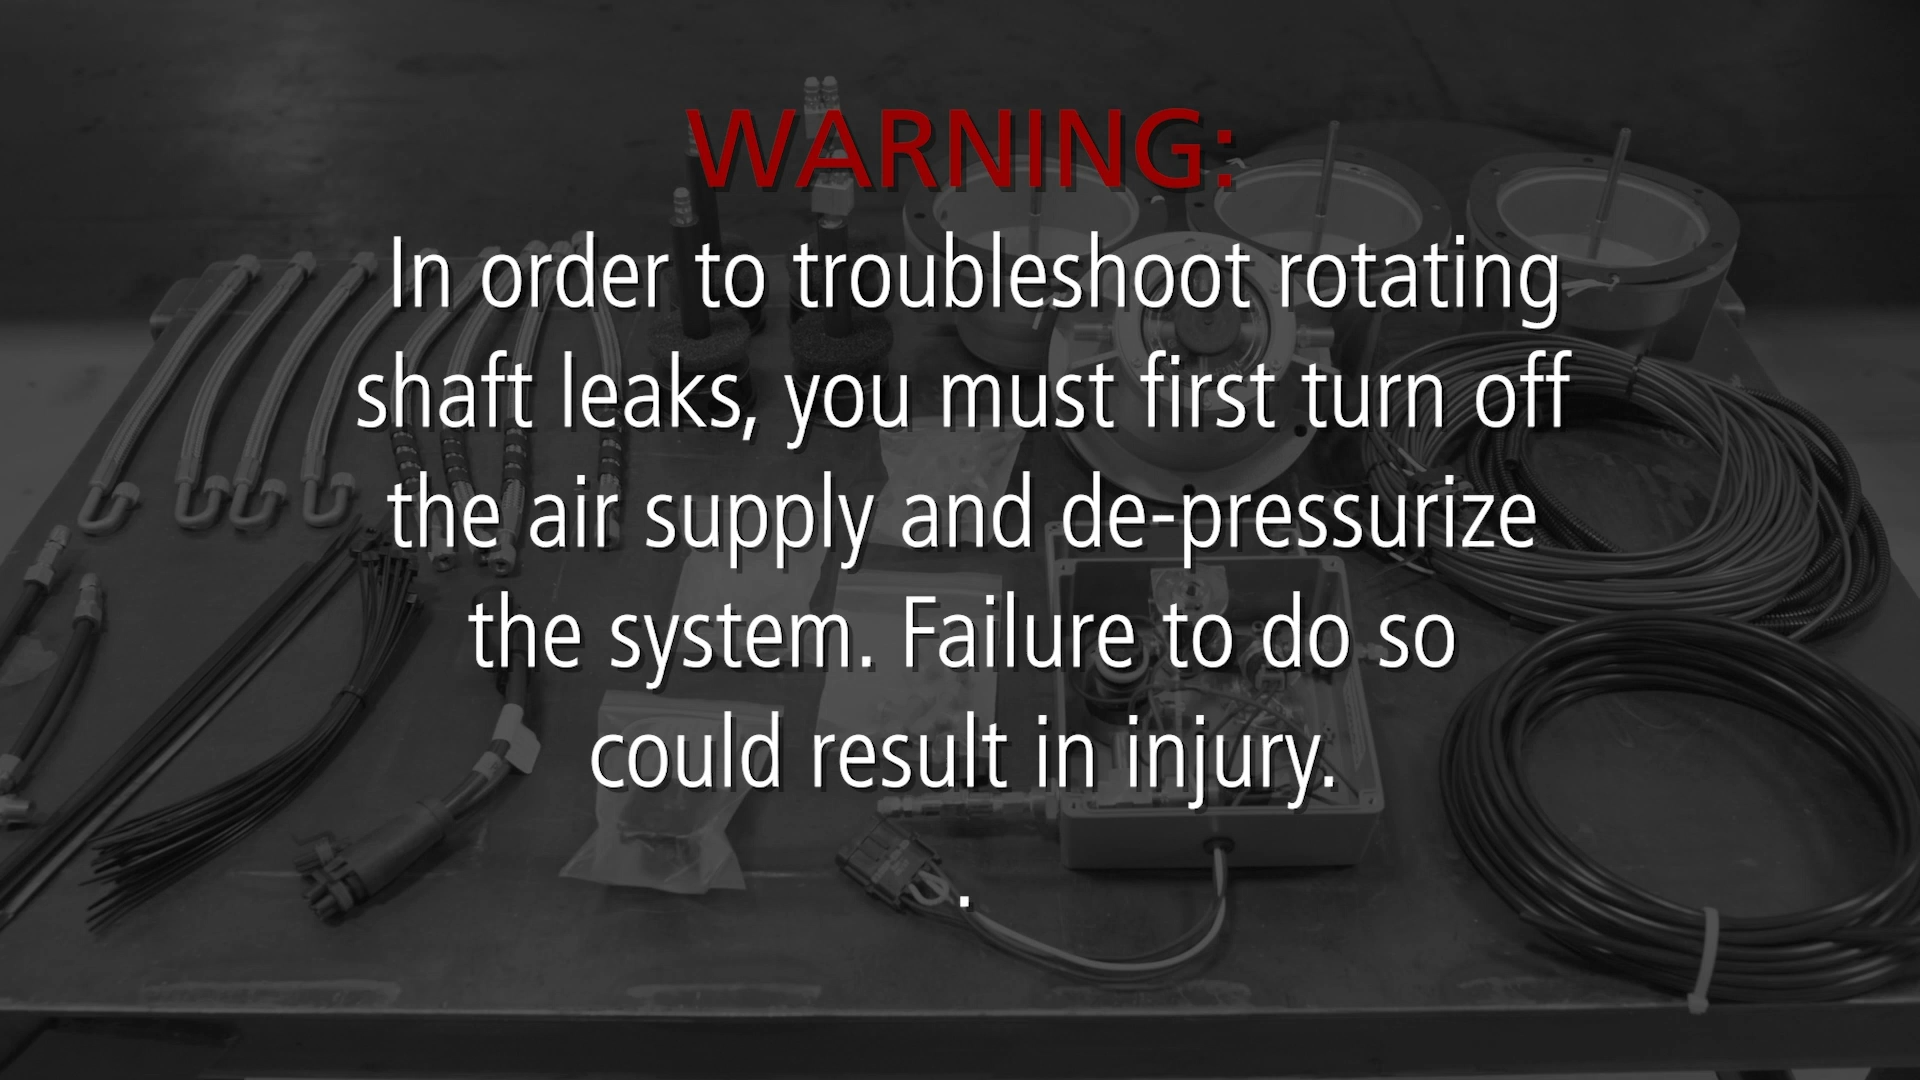 WARNING:
In order to troubleshoot rotating
shaft leaks, you must first turn off
the air supply and de-pressurize
the system. Failure to do so
could result in injury.
.